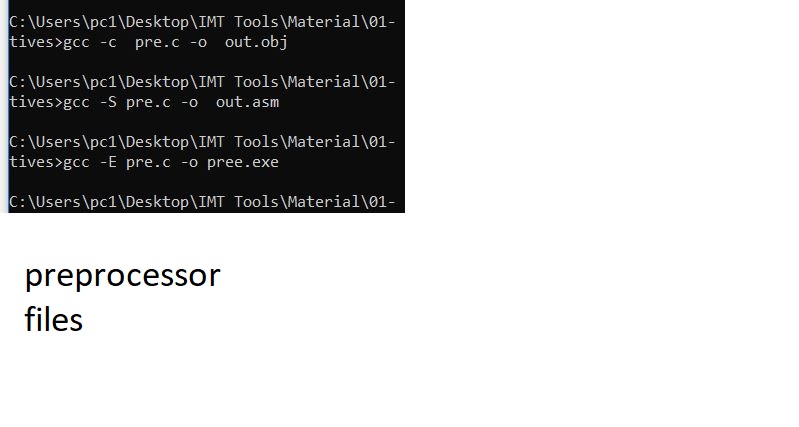 C:\Users\pc1\Desktop\IMT Tools\Material\01-
tives>gcc -c  pre.c -o  out.obj
C:\Users\pc1\Desktop\IMT Tools\Material\01-
tives>gcc -S pre.c -o  out.asm
C:\Users\pc1\Desktop\IMT Tools\Material\01-
tives>gcc -E pre.c -o pree.exe
C:\Users\pc1\Desktop\IMT Tools\Material\01-
preprocessor
files